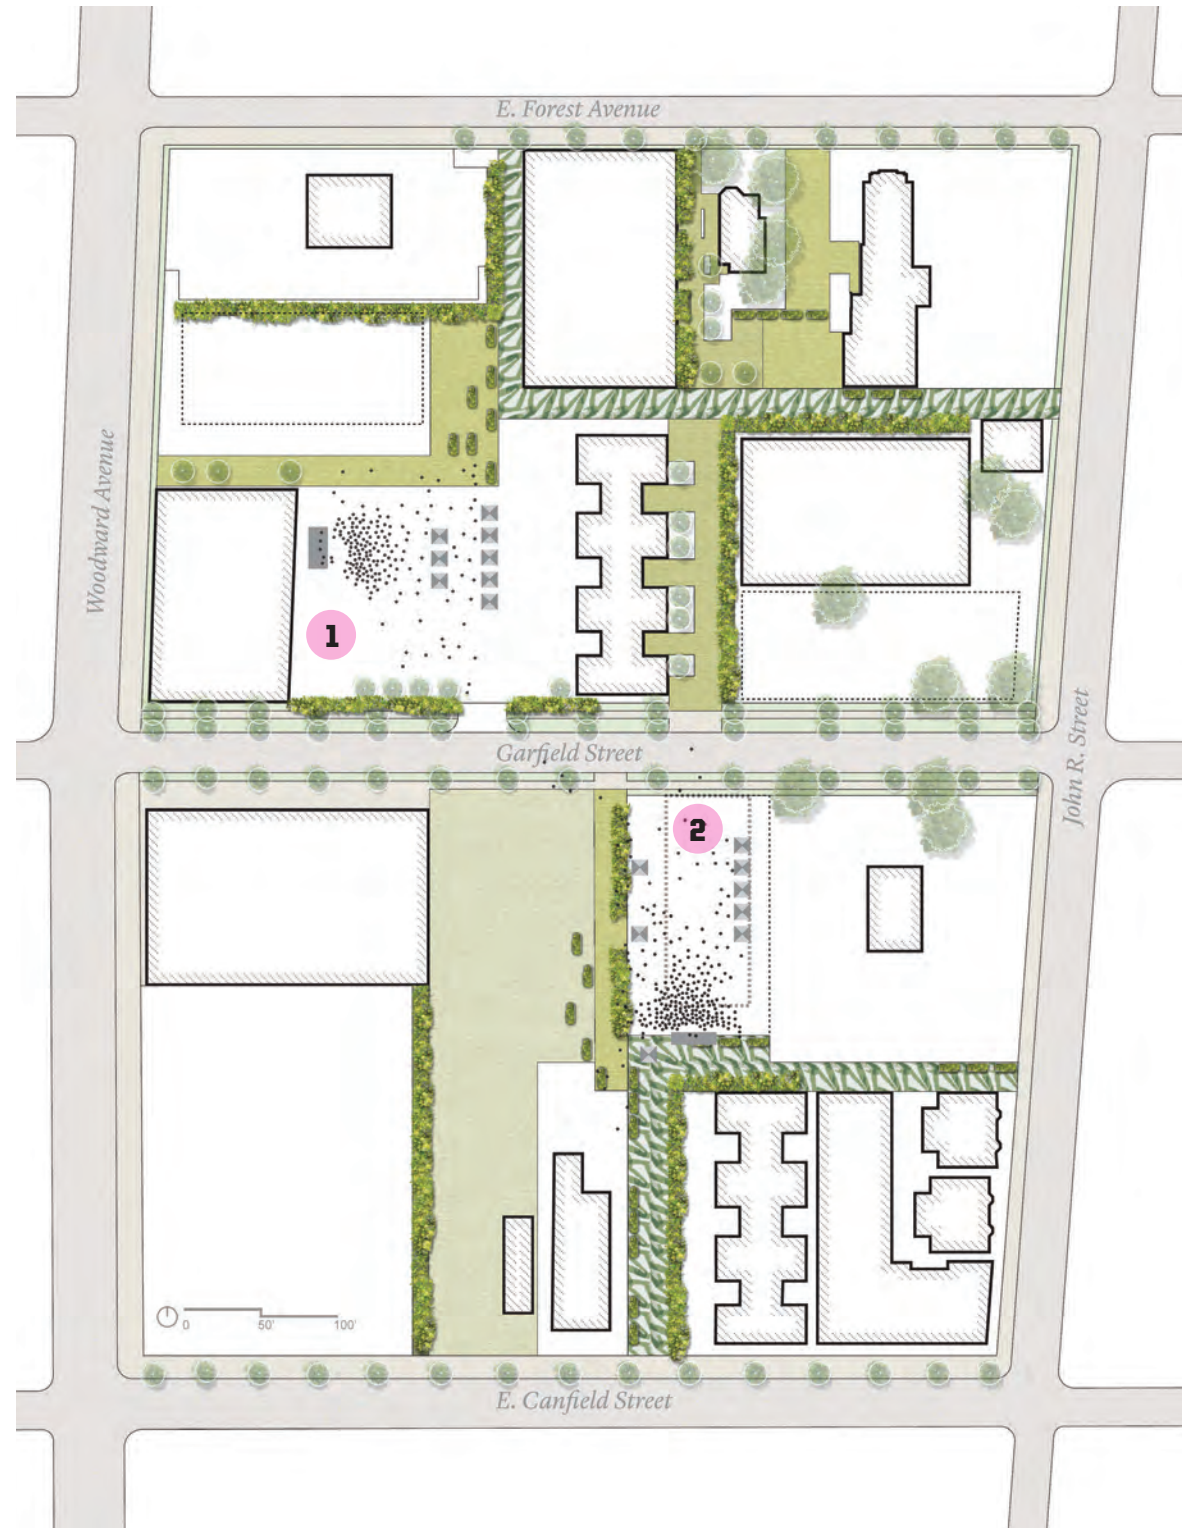 E. Forest Avenue
Woodward Avenue
1
John R. Street
Garfield Street
2
0 50' 100'
E. Canfield Street